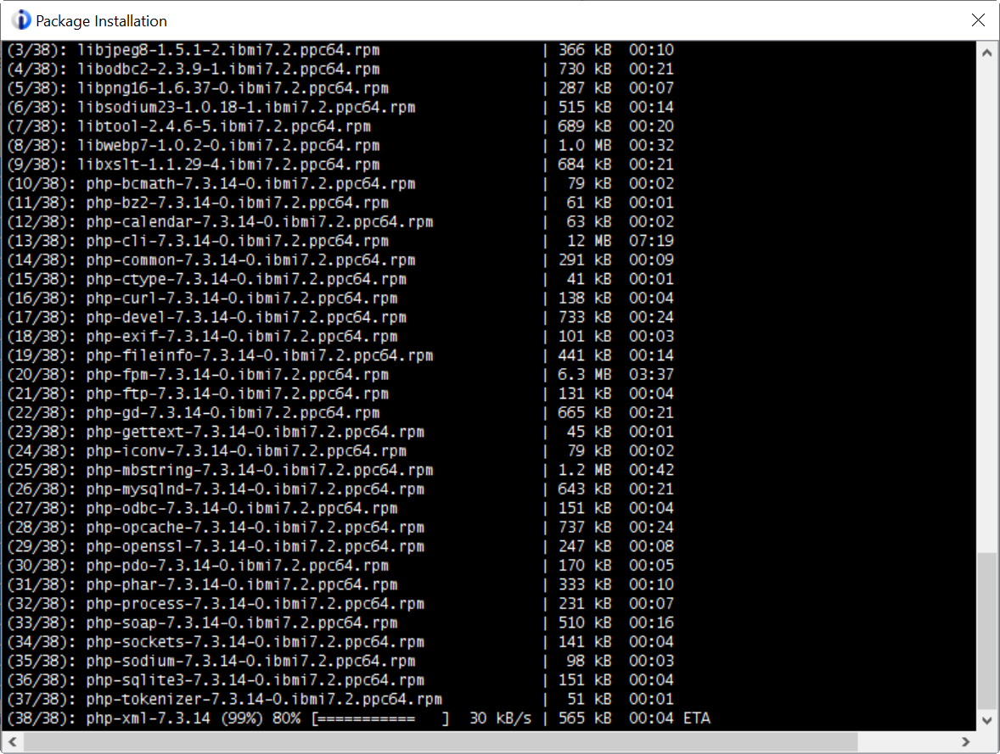 Package Installation
(3/38): libjpeg8-1.5.1-2.ibmi7.2.ppc64.rpm | 366 kB 00:10
(4/38): libodbc2-2.3.9-1.ibmi7.2.ppc64.rpm | 730 kB 00:21
(5/38): libpng16-1.6.37-0.ibmi7.2.ppc64.rpm | 287 kB 00:07
(6/38): libsodium23-1.0.18-1.ibmi7.2.ppc64.rpm | 515 kB 00:14
(7/38): libtool-2.4.6-5.ibmi7.2.ppc64.rpm | 689 kB 00:20
(8/38): libwebp7-1.0.2-0.ibmi7.2.ppc64.rpm | 1.0 MB 00:32
(9/38): libxslt-1.1.29-4.ibmi7.2.ppc64.rpm | 684 kB 00:21
(10/38): php-bcmath-7.3.14-0.ibmi7.2.ppc64.rpm | 79 kB 00:02
(11/38): php-bz2-7.3.14-0.ibmi7.2.ppc64.rpm | 61 kB 00:01
(12/38): php-calendar-7.3.14-0.ibmi7.2.ppc64.rpm | 63 kB 00:02
(13/38): php-cli-7.3.14-0.ibmi7.2.ppc64.rpm | 12 MB 07:19
(14/38): php-common-7.3.14-0.ibmi7.2.ppc64.rpm | 291 kB 00:09
(15/38): php-ctype-7.3.14-0.ibmi7.2.ppc64.rpm | 41 kB 00:01
(16/38): php-curl-7.3.14-0.ibmi7.2.ppc64.rpm | 138 kB 00:04
(17/38): php-devel-7.3.14-0.ibmi7.2.ppc64.rpm | 733 kB 00:24
(18/38): php-exif-7.3.14-0.ibmi7.2.ppc64.rpm | 101 kB 00:03
(19/38): php-fileinfo-7.3.14-0.ibmi7.2.ppc64.rpm | 441 kB 00:14
(20/38): php-fpm-7.3.14-0.ibmi7.2.ppc64.rpm | 6.3 MB 03:37
(21/38): php-ftp-7.3.14-0.ibmi7.2.ppc64.rpm | 131 kB 00:04
(22/38): php-gd-7.3.14-0.ibmi7.2.ppc64.rpm | 665 kB 00:21
(23/38): php-gettext-7.3.14-0.ibmi7.2.ppc64.rpm | 45 kB 00:01
(24/38): php-iconv-7.3.14-0.ibmi7.2.ppc64.rpm | 79 kB 00:02
(25/38): php-mbstring-7.3.14-0.ibmi7.2.ppc64.rpm | 1.2 MB 00:42
(26/38): php-mysqlnd-7.3.14-0.ibmi7.2.ppc64.rpm | 643 kB 00:21
(27/38): php-odbc-7.3.14-0.ibmi7.2.ppc64.rpm | 151 kB 00:04
(28/38): php-opcache-7.3.14-0.ibmi7.2.ppc64.rpm | 737 kB 00:24
(29/38): php-openssl-7.3.14-0.ibmi7.2.ppc64.rpm | 247 kB 00:08
(30/38): php-pdo-7.3.14-0.ibmi7.2.ppc64.rpm | 170 kB 00:05
(31/38): php-phar-7.3.14-0.ibmi7.2.ppc64.rpm | 333 kB 00:10
(32/38): php-process-7.3.14-0.ibmi7.2.ppc64.rpm | 231 kB 00:07
(33/38): php-soap-7.3.14-0.ibmi7.2.ppc64.rpm | 510 kB 00:16
(34/38): php-sockets-7.3.14-0.ibmi7.2.ppc64.rpm | 141 kB 00:04
(35/38): php-sodium-7.3.14-0.ibmi7.2.ppc64.rpm | 98 kB 00:03
(36/38): php-sqlite3-7.3.14-0.ibmi7.2.ppc64.rpm | 151 kB 00:04
(37/38): php-tokenizer-7.3.14-0.ibmi7.2.ppc64.rpm | 51 kB 00:01
(38/38): php-xml-7.3.14 (99%) 80% [=========== ] 30 kB/s | 565 kB 00:04 ETA